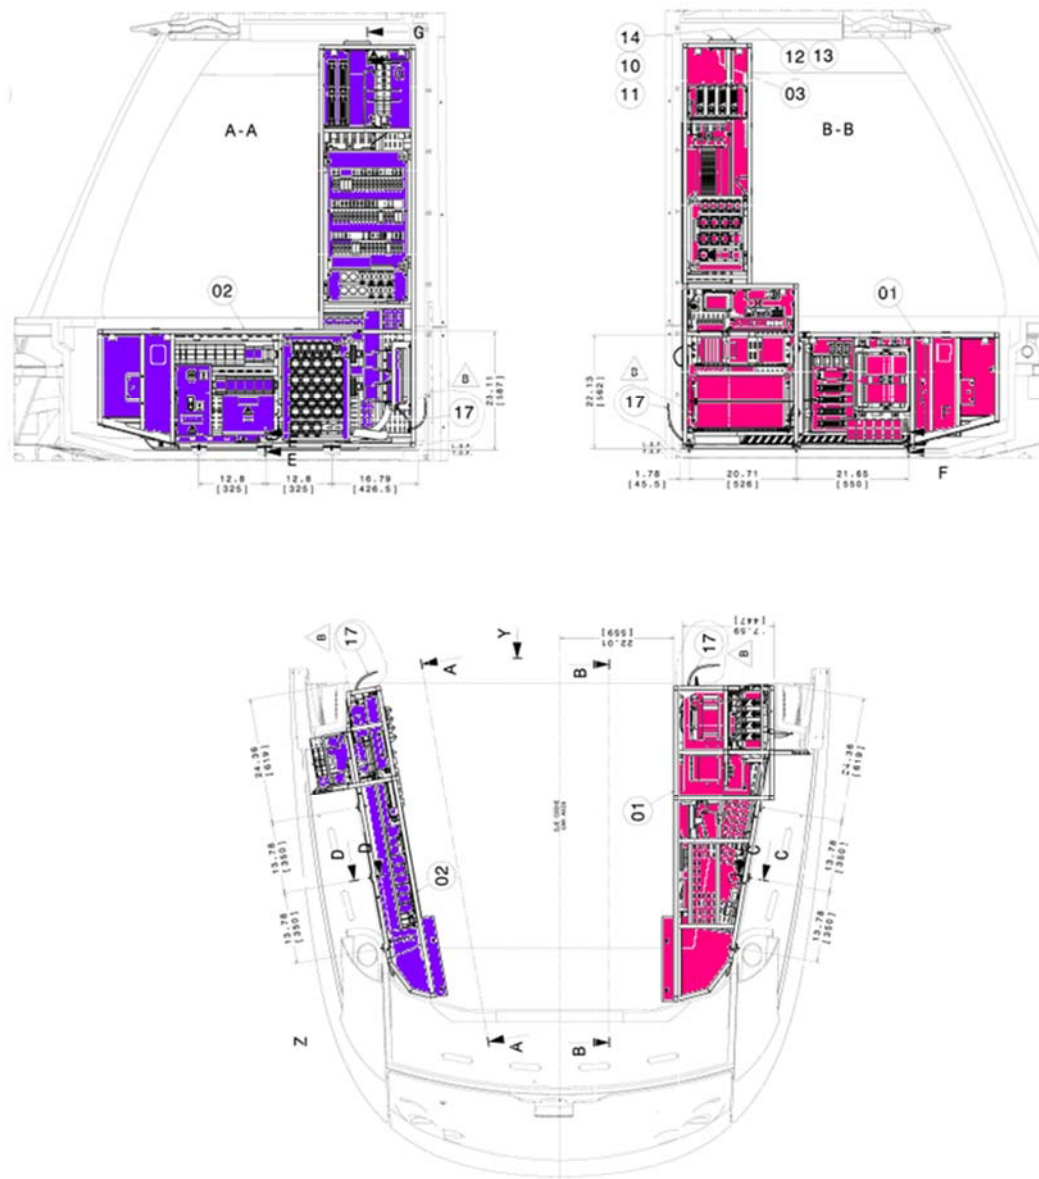 G
A-A
02
B
17
23.11
[587]
E
12.8
[325]
12.8
[325]
16.79
[426.5]
14
10
11
12
13
03
B-B
01
B
17
22.13
[562]
1.78
[45.5]
20.71
[526]
21.65
[550]
F
B
17
Y
A
B
22.01
[559]
[447]
17
B
24.36
[619]
24.36
[619]
01
D
D
C
C
02
13.78
[350]
13.78
[350]
13.78
[350]
13.78
[350]
Z
A
B